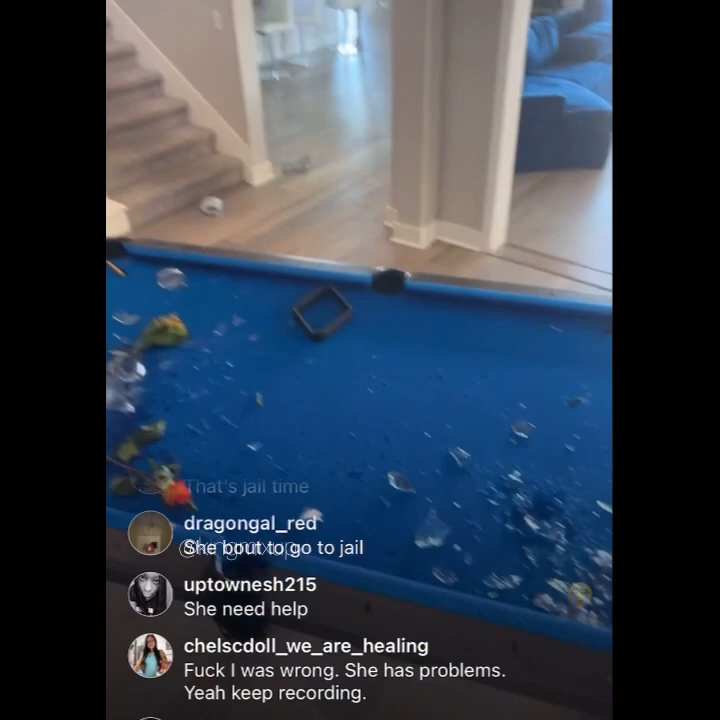 That's jail time
dragongal_red
She bout to go to jail
uptownesh215
She need help
chelscdoll_we_are_healing
Fuck I was wrong. She has problems.
Yeah keep recording.